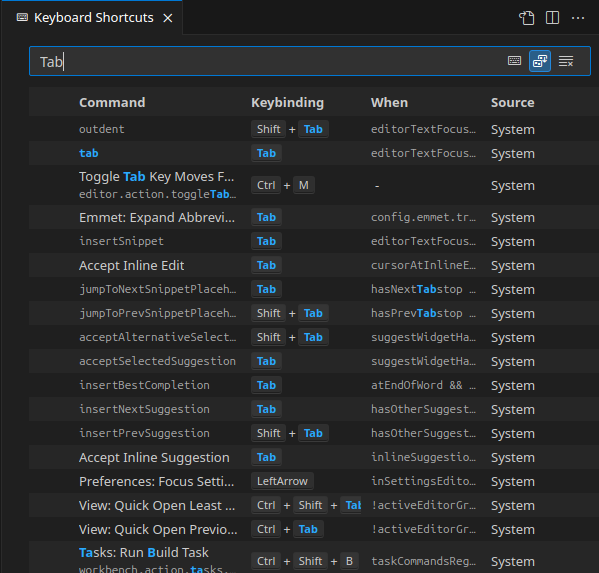 Keyboard Shortcuts
Tab
Command Keybinding When Source
outdent Shift + Tab editorTextFocus… System
tab Tab editorTextFocus… System
Toggle Tab Key Moves F… Ctrl + M - System
editor.action.toggleTab…
Emmet: Expand Abbrevi… Tab config.emmet.tr… System
insertSnippet Tab editorTextFocus… System
Accept Inline Edit Tab cursorAtInlineE… System
jumpToNextSnippetPlaceh… Tab hasNextTabstop … System
jumpToPrevSnippetPlaceh… Shift + Tab hasPrevTabstop … System
acceptAlternativeSelect… Shift + Tab suggestWidgetHa… System
acceptSelectedSuggestion Tab suggestWidgetHa… System
insertBestCompletion Tab atEndOfWord && … System
insertNextSuggestion Tab hasOtherSuggest… System
insertPrevSuggestion Shift + Tab hasOtherSuggest… System
Accept Inline Suggestion Tab inlineSuggestio… System
Preferences: Focus Setti… LeftArrow inSettingsEdito… System
View: Quick Open Least … Ctrl + Shift + Tab !activeEditorGr… System
View: Quick Open Previo… Ctrl + Tab !activeEditorGr… System
Tasks: Run Build Task Ctrl + Shift + B taskCommandsReg… System
workbench.action.tasks.